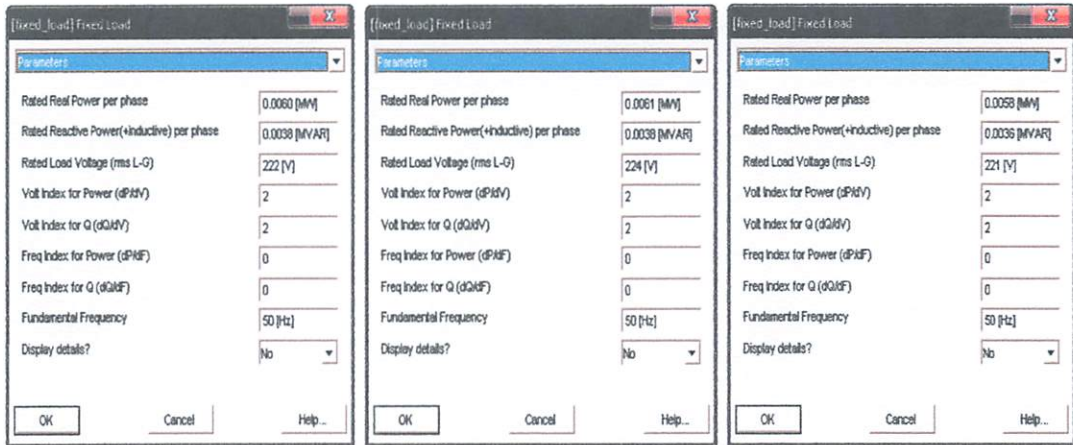 [fixed_load] Fixed Load
Parameters
Rated Real Power per phase 0.0060 [MW]
Rated Reactive Power(+inductive) per phase 0.0038 [MVAR]
Rated Load Voltage (rms L-G) 222 [V]
Volt Index for Power (dP/dV) 2
Volt Index for Q (dQ/dV) 2
Freq Index for Power (dP/dF) 0
Freq Index for Q (dQ/dF) 0
Fundamental Frequency 50 [Hz]
Display details? No
OK Cancel Help...
[fixed_load] Fixed Load
Parameters
Rated Real Power per phase 0.0061 [MW]
Rated Reactive Power(+inductive) per phase 0.0038 [MVAR]
Rated Load Voltage (rms L-G) 224 [V]
Volt Index for Power (dP/dV) 2
Volt Index for Q (dQ/dV) 2
Freq Index for Power (dP/dF) 0
Freq Index for Q (dQ/dF) 0
Fundamental Frequency 50 [Hz]
Display details? No
OK Cancel Help...
[fixed_load] Fixed Load
Parameters
Rated Real Power per phase 0.0058 [MW]
Rated Reactive Power(+inductive) per phase 0.0036 [MVAR]
Rated Load Voltage (rms L-G) 221 [V]
Volt Index for Power (dP/dV) 2
Volt Index for Q (dQ/dV) 2
Freq Index for Power (dP/dF) 0
Freq Index for Q (dQ/dF) 0
Fundamental Frequency 50 [Hz]
Display details? No
OK Cancel Help...